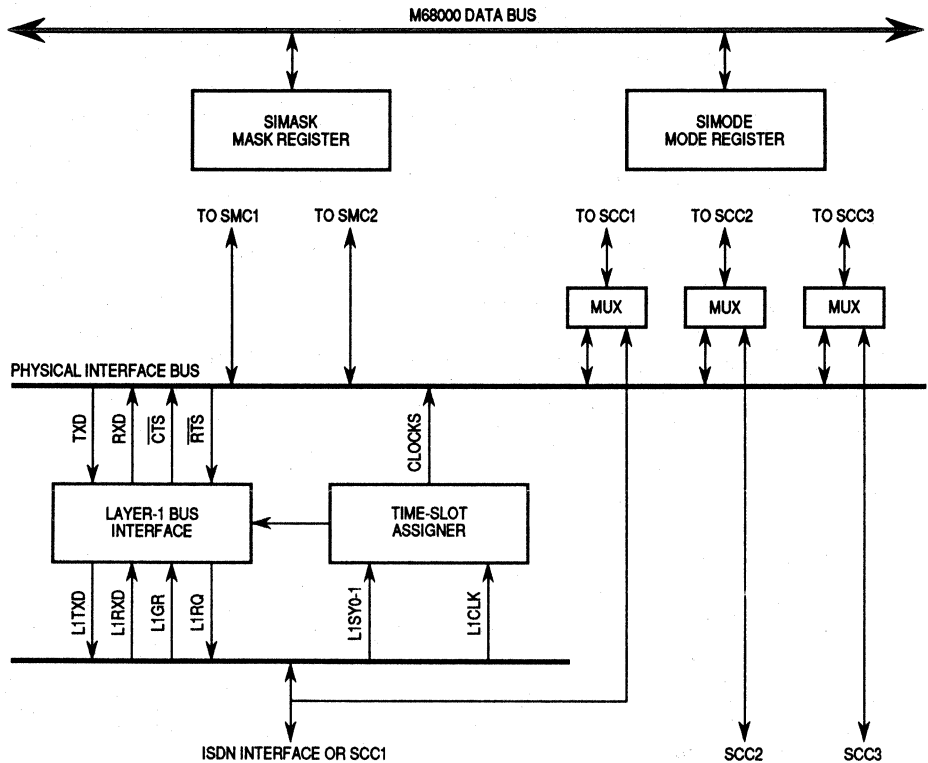 M68000 DATA BUS
SIMASK
MASK REGISTER
SIMODE
MODE REGISTER
TO SMC1
TO SMC2
TO SCC1
TO SCC2
TO SCC3
MUX
MUX
MUX
PHYSICAL INTERFACE BUS
TXD
RXD
CTS
RTS
CLOCKS
LAYER-1 BUS
INTERFACE
TIME-SLOT
ASSIGNER
L1TXD
L1RXD
L1GR
L1RQ
L1SY0-1
L1CLK
ISDN INTERFACE OR SCC1
SCC2
SCC3